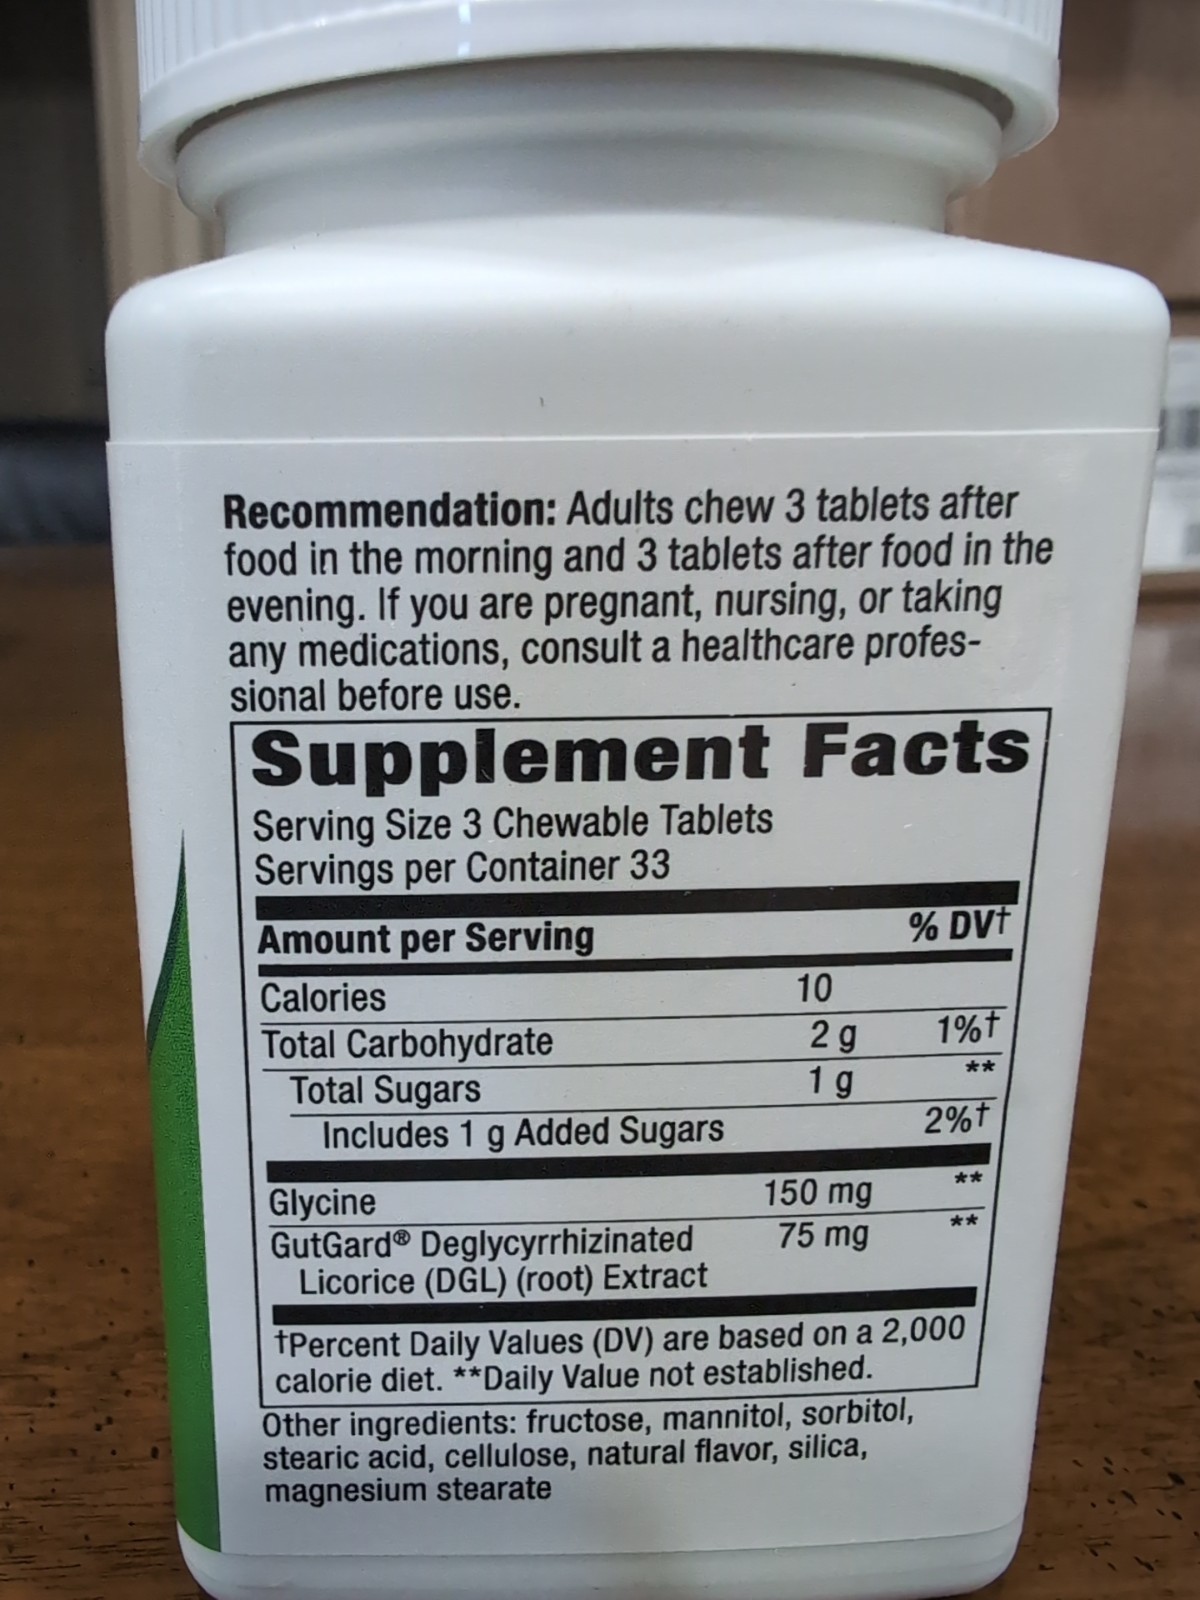 Recommendation: Adults chew 3 tablets after
food in the morning and 3 tablets after food in the
evening. If you are pregnant, nursing, or taking
any medications, consult a healthcare profes-
sional before use.
Supplement Facts
Serving Size 3 Chewable Tablets
Servings per Container 33
Amount per Serving % DV†
Calories 10
Total Carbohydrate 2 g 1%†
Total Sugars 1 g **
Includes 1 g Added Sugars 2%†
Glycine 150 mg **
GutGard® Deglycyrrhizinated 75 mg **
Licorice (DGL) (root) Extract
†Percent Daily Values (DV) are based on a 2,000
calorie diet. **Daily Value not established.
Other ingredients: fructose, mannitol, sorbitol,
stearic acid, cellulose, natural flavor, silica,
magnesium stearate